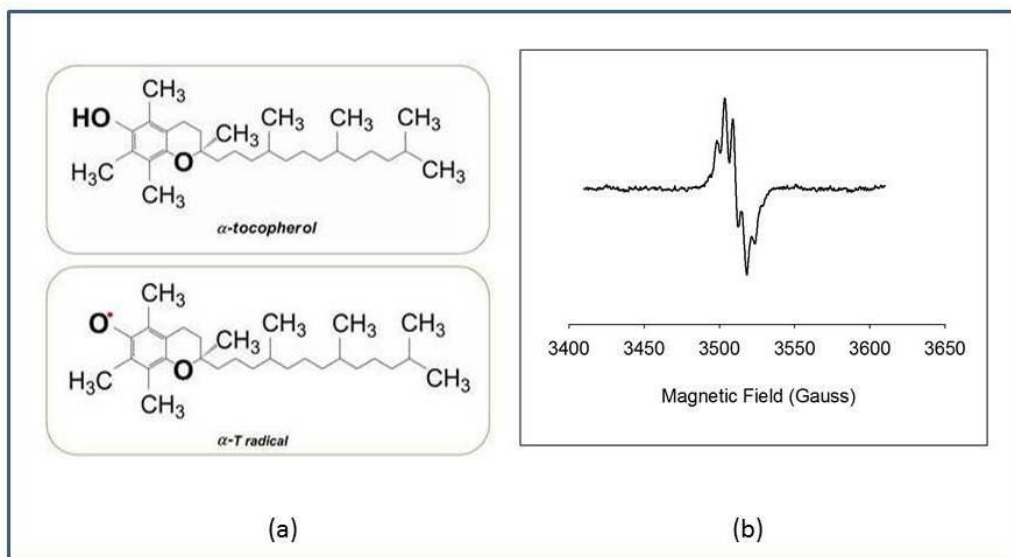 CH₃
HO
CH₃
CH₃
CH₃
CH₃
O
H₃C
CH₃
CH₃
α-tocopherol
CH₃
O•
CH₃
CH₃
CH₃
CH₃
O
H₃C
CH₃
CH₃
α-T radical
3400 3450 3500 3550 3600 3650
Magnetic Field (Gauss)
(a) (b)